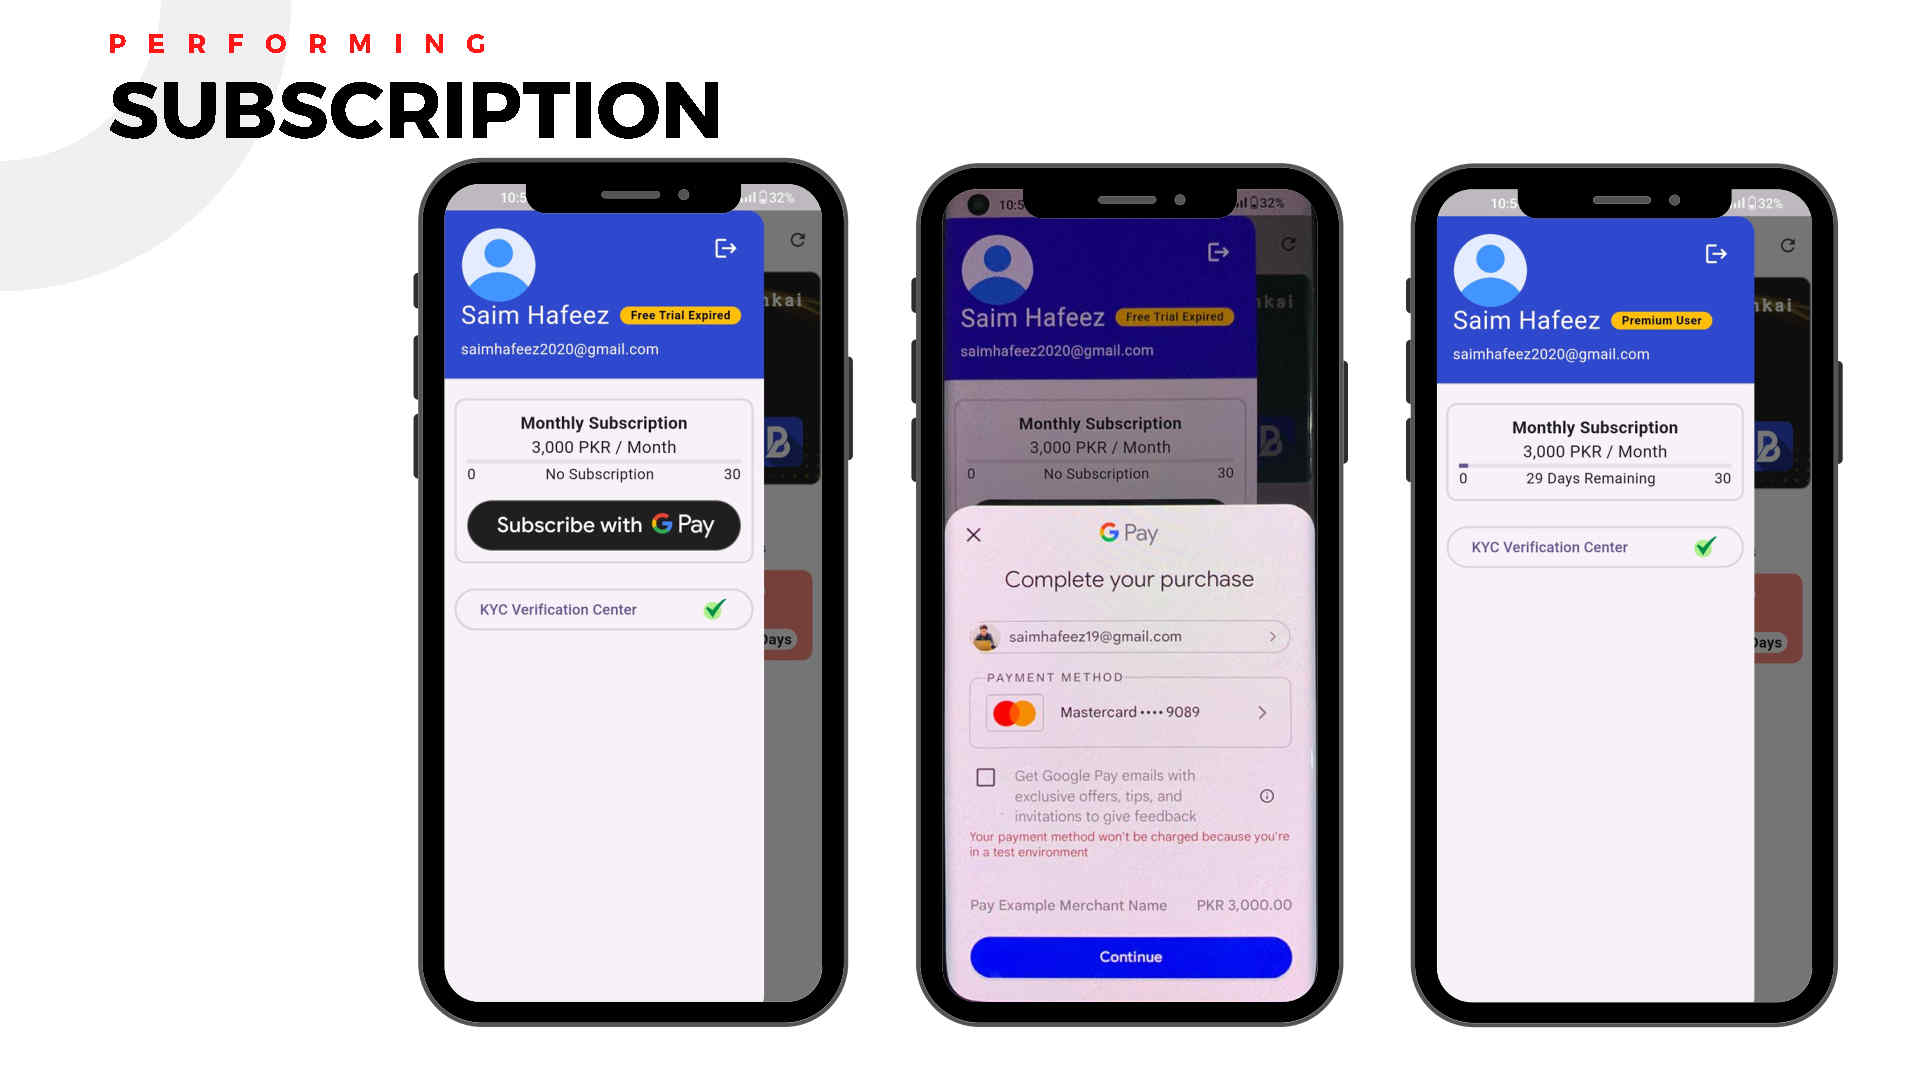 PERFORMING
SUBSCRIPTION
10:5
32%
nkai
Saim Hafeez
Free Trial Expired
saimhafeez2020@gmail.com
Monthly Subscription
3,000 PKR / Month
0 No Subscription 30
Subscribe with G Pay
KYC Verification Center
Days
10:5
32%
nkai
Saim Hafeez
Free Trial Expired
saimhafeez2020@gmail.com
Monthly Subscription
3,000 PKR / Month
0 No Subscription 30
G Pay
Complete your purchase
saimhafeez19@gmail.com
PAYMENT METHOD
Mastercard •••• 9089
Get Google Pay emails with
exclusive offers, tips, and
invitations to give feedback
Your payment method won't be charged because you're
in a test environment
Pay Example Merchant Name PKR 3,000.00
Continue
10:5
32%
nkai
Saim Hafeez
Premium User
saimhafeez2020@gmail.com
Monthly Subscription
3,000 PKR / Month
0 29 Days Remaining 30
KYC Verification Center
Days